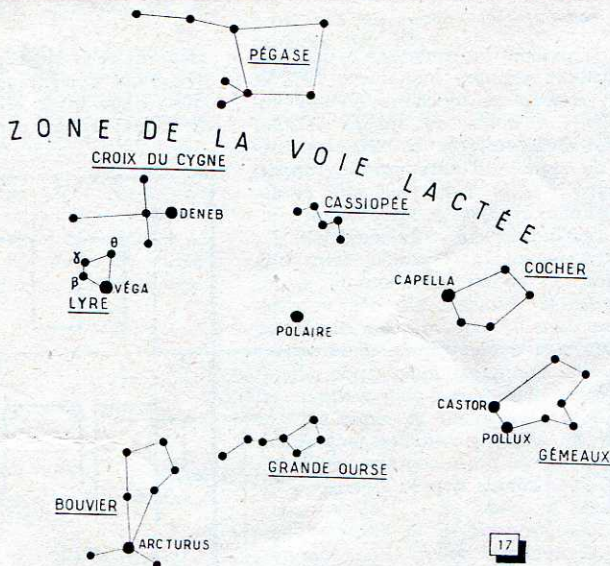 PÉGASE
ZONE DE LA VOIE LACTÉE
CROIX DU CYGNE
CASSIOPÉE
DENEB
θ
γ
β
VÉGA
LYRE
COCHER
CAPELLA
POLAIRE
CASTOR
POLLUX
GÉMEAUX
GRANDE OURSE
BOUVIER
ARCTURUS
17